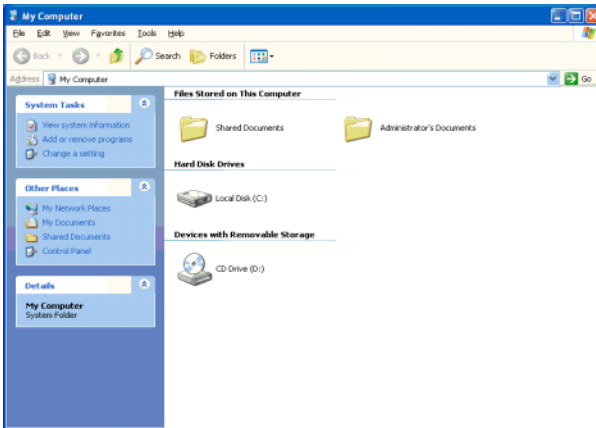 My Computer
File Edit View Favorites Tools Help
Back Search Folders
Address My Computer Go
System Tasks
View system information
Add or remove programs
Change a setting
Other Places
My Network Places
My Documents
Shared Documents
Control Panel
Details
My Computer
System Folder
Files Stored on This Computer
Shared Documents Administrator's Documents
Hard Disk Drives
Local Disk (C:)
Devices with Removable Storage
CD Drive (D:)